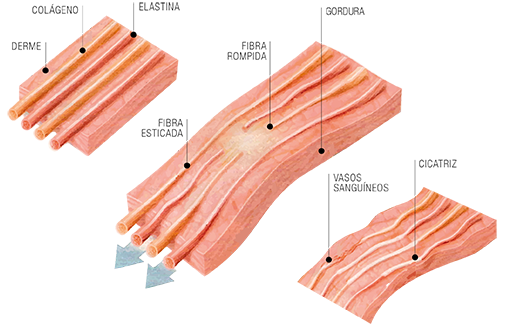 COLÁGENO
ELASTINA
DERME
GORDURA
FIBRA
ROMPIDA
FIBRA
ESTICADA
VASOS
SANGUÍNEOS
CICATRIZ